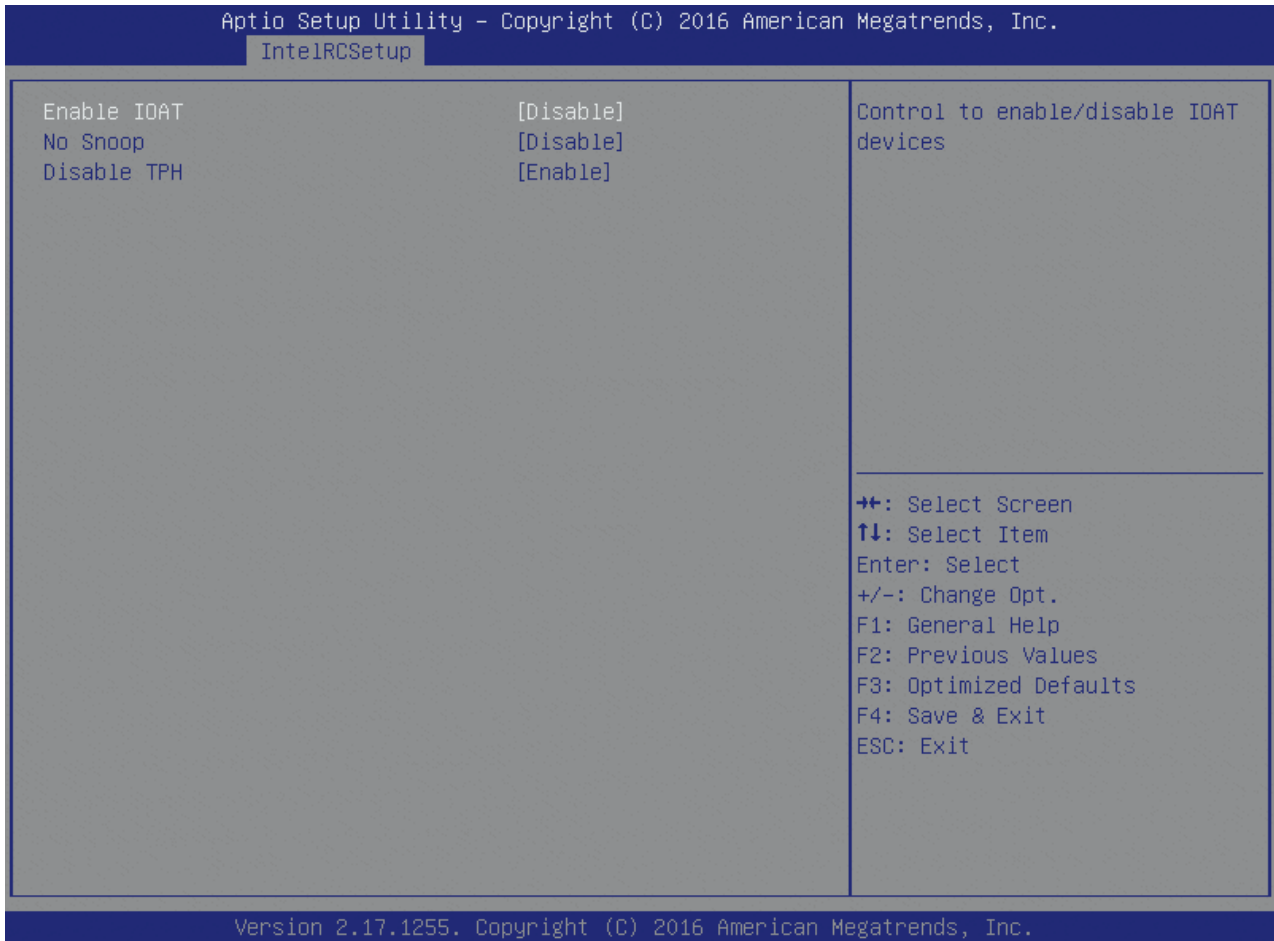 Aptio Setup Utility – Copyright (C) 2016 American Megatrends, Inc.
IntelRCSetup
Enable IOAT [Disable]
No Snoop [Disable]
Disable TPH [Enable]
Control to enable/disable IOAT
devices
→←: Select Screen
↑↓: Select Item
Enter: Select
+/-: Change Opt.
F1: General Help
F2: Previous Values
F3: Optimized Defaults
F4: Save & Exit
ESC: Exit
Version 2.17.1255. Copyright (C) 2016 American Megatrends, Inc.